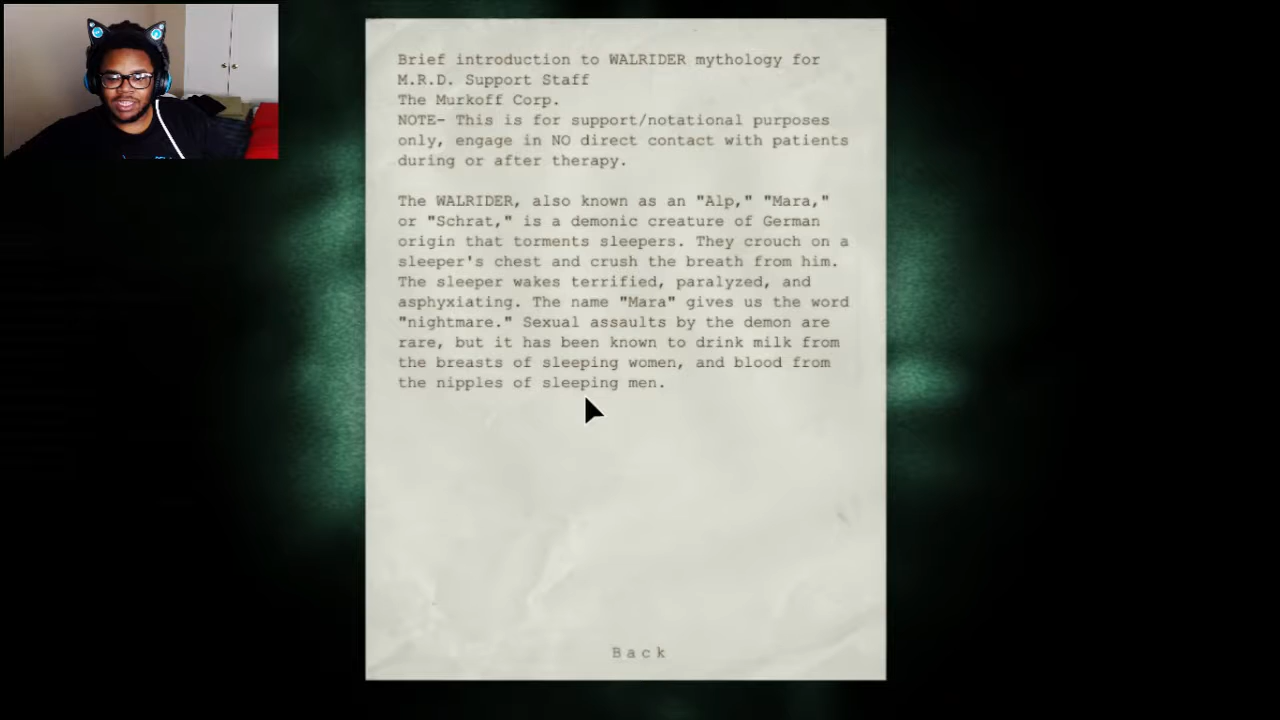 Brief introduction to WALRIDER mythology for
M.R.D. Support Staff
The Murkoff Corp.
NOTE- This is for support/notational purposes
only, engage in NO direct contact with patients
during or after therapy.
The WALRIDER, also known as an "Alp," "Mara,"
or "Schrat," is a demonic creature of German
origin that torments sleepers. They crouch on a
sleeper's chest and crush the breath from him.
The sleeper wakes terrified, paralyzed, and
asphyxiating. The name "Mara" gives us the word
"nightmare." Sexual assaults by the demon are
rare, but it has been known to drink milk from
the breasts of sleeping women, and blood from
the nipples of sleeping men.
Back